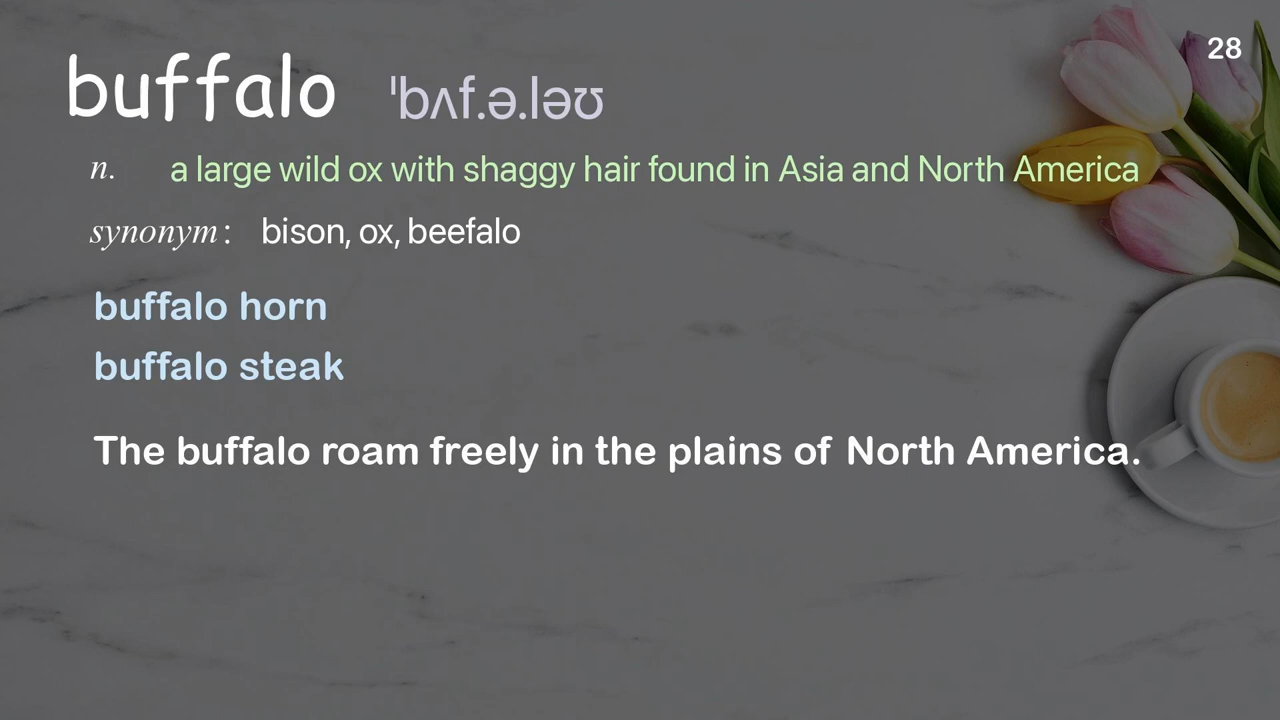 28
buffalo ˈbʌf.ə.ləʊ
n. a large wild ox with shaggy hair found in Asia and North America
synonym: bison, ox, beefalo
buffalo horn
buffalo steak
The buffalo roam freely in the plains of North America.